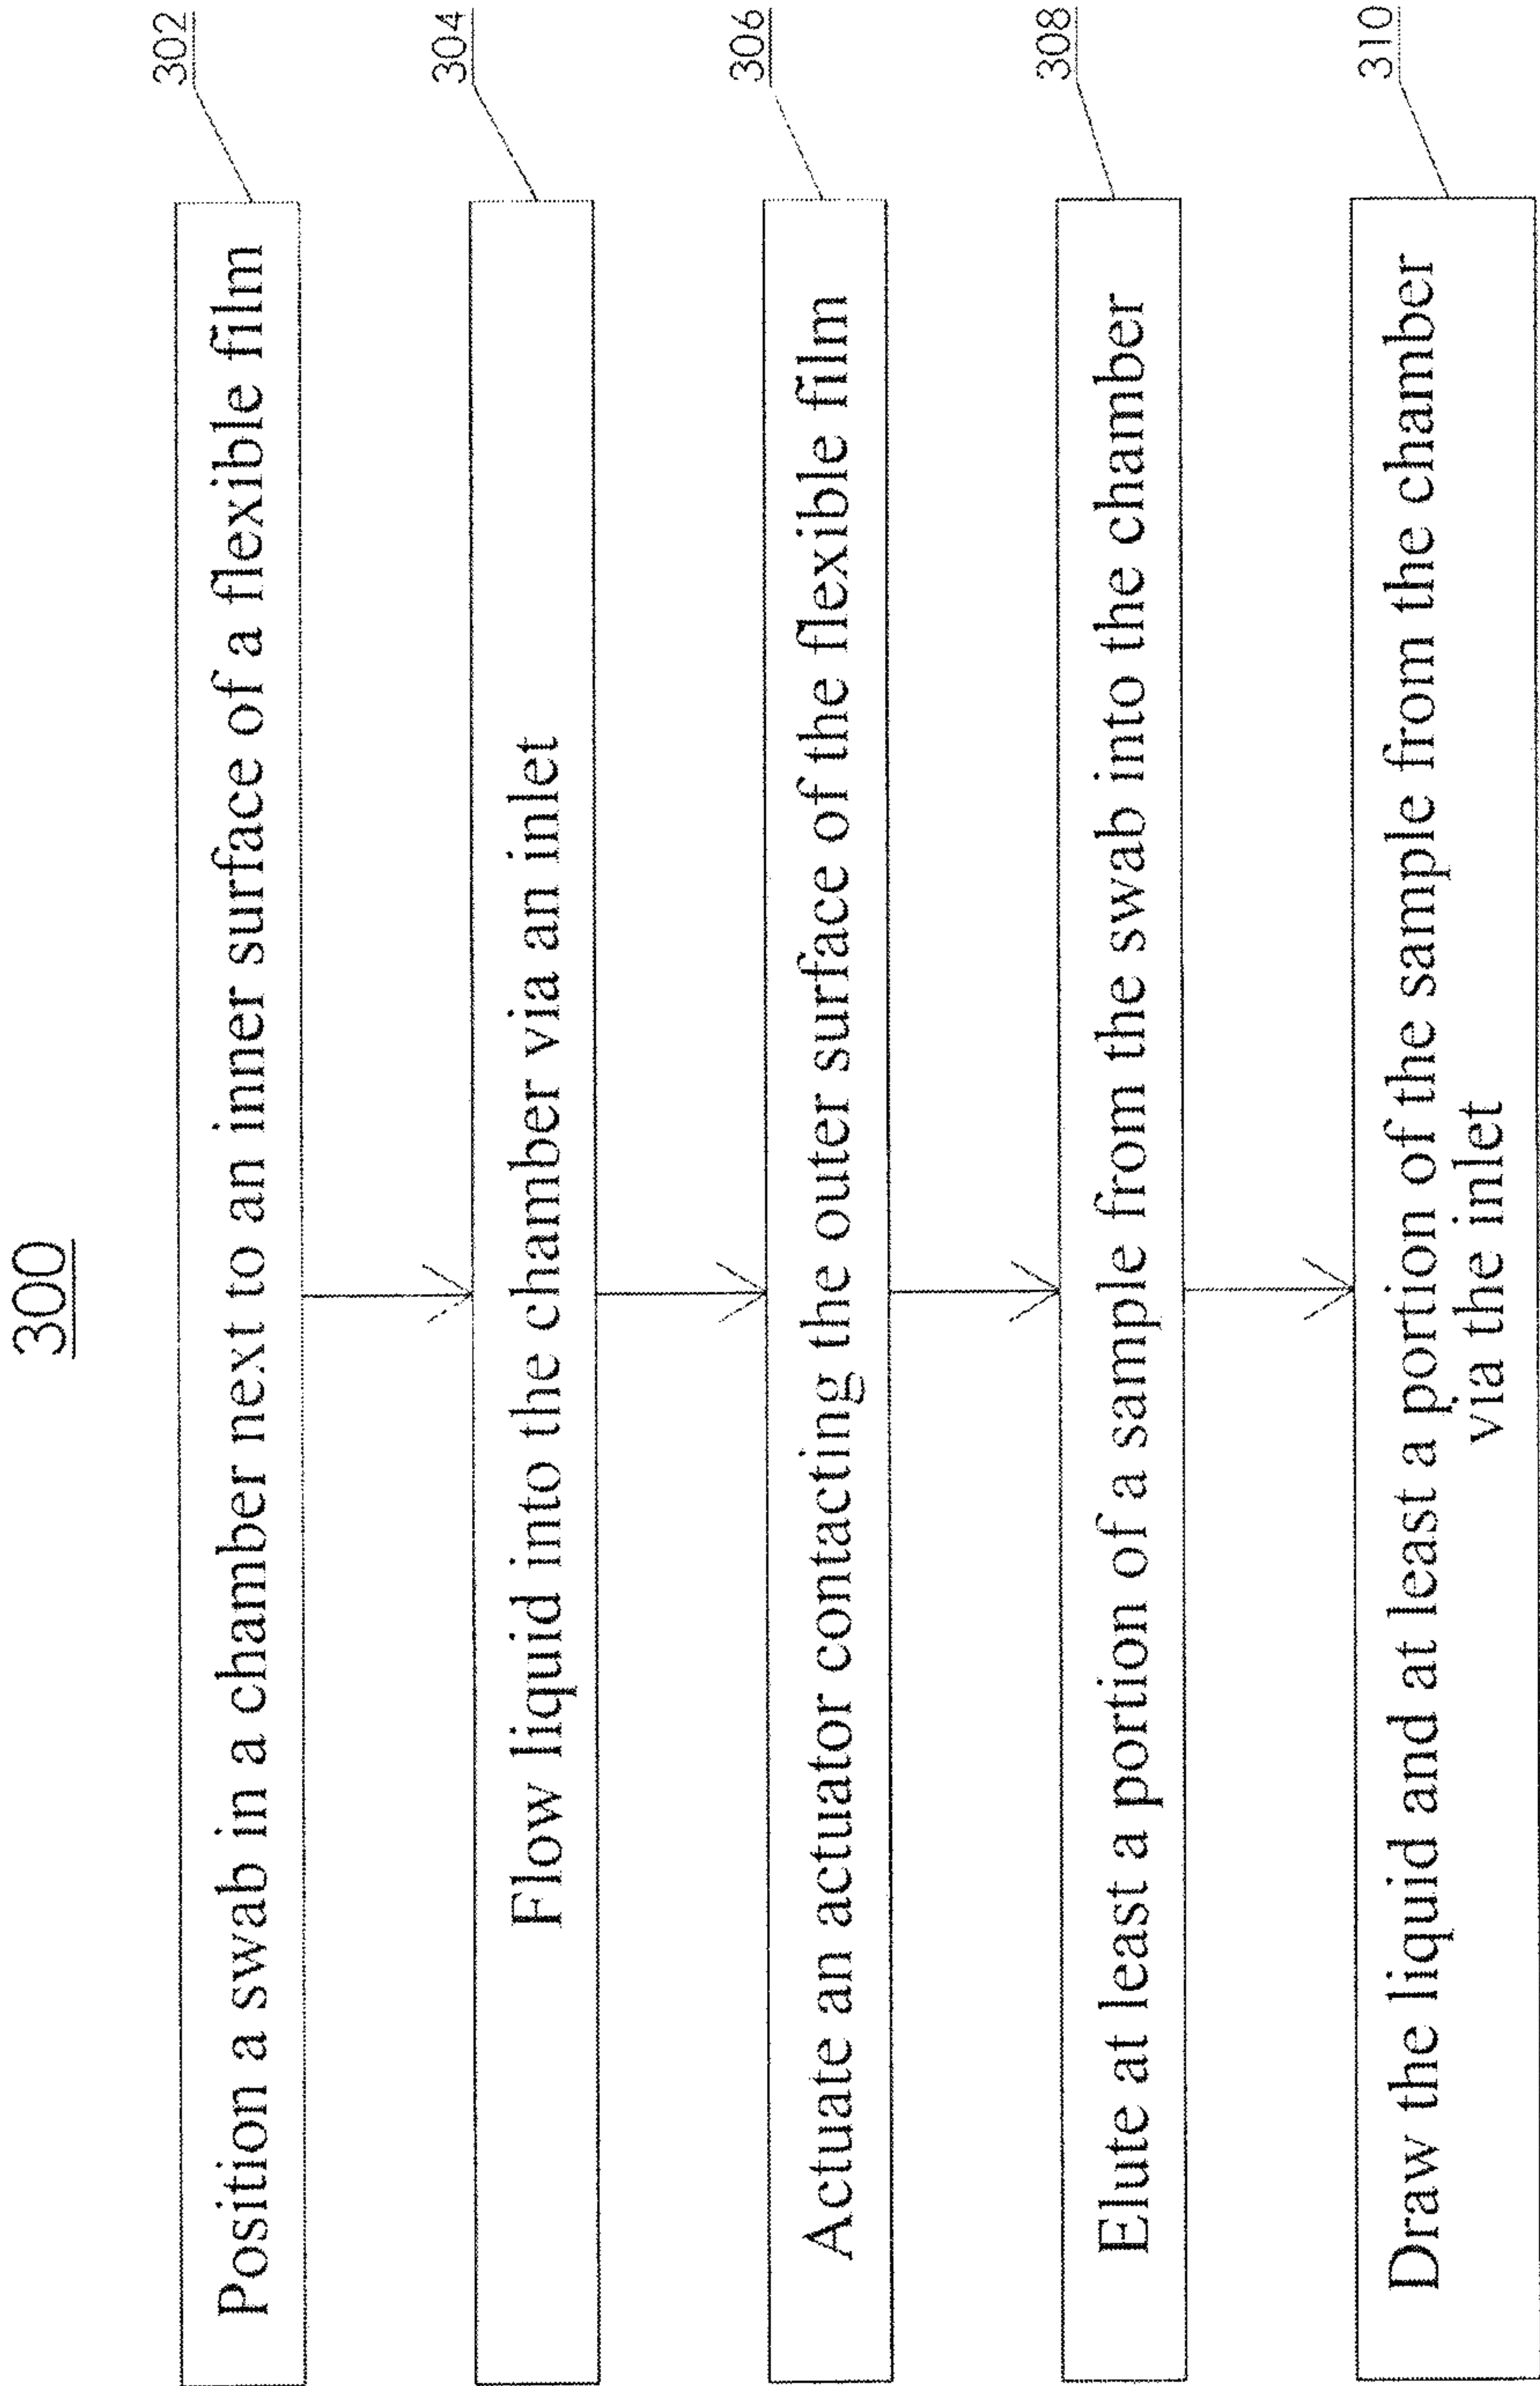 300
Position a swab in a chamber next to an inner surface of a flexible film
302
Flow liquid into the chamber via an inlet
304
Actuate an actuator contacting the outer surface of the flexible film
306
Elute at least a portion of a sample from the swab into the chamber
308
Draw the liquid and at least a portion of the sample from the chamber
via the inlet
310